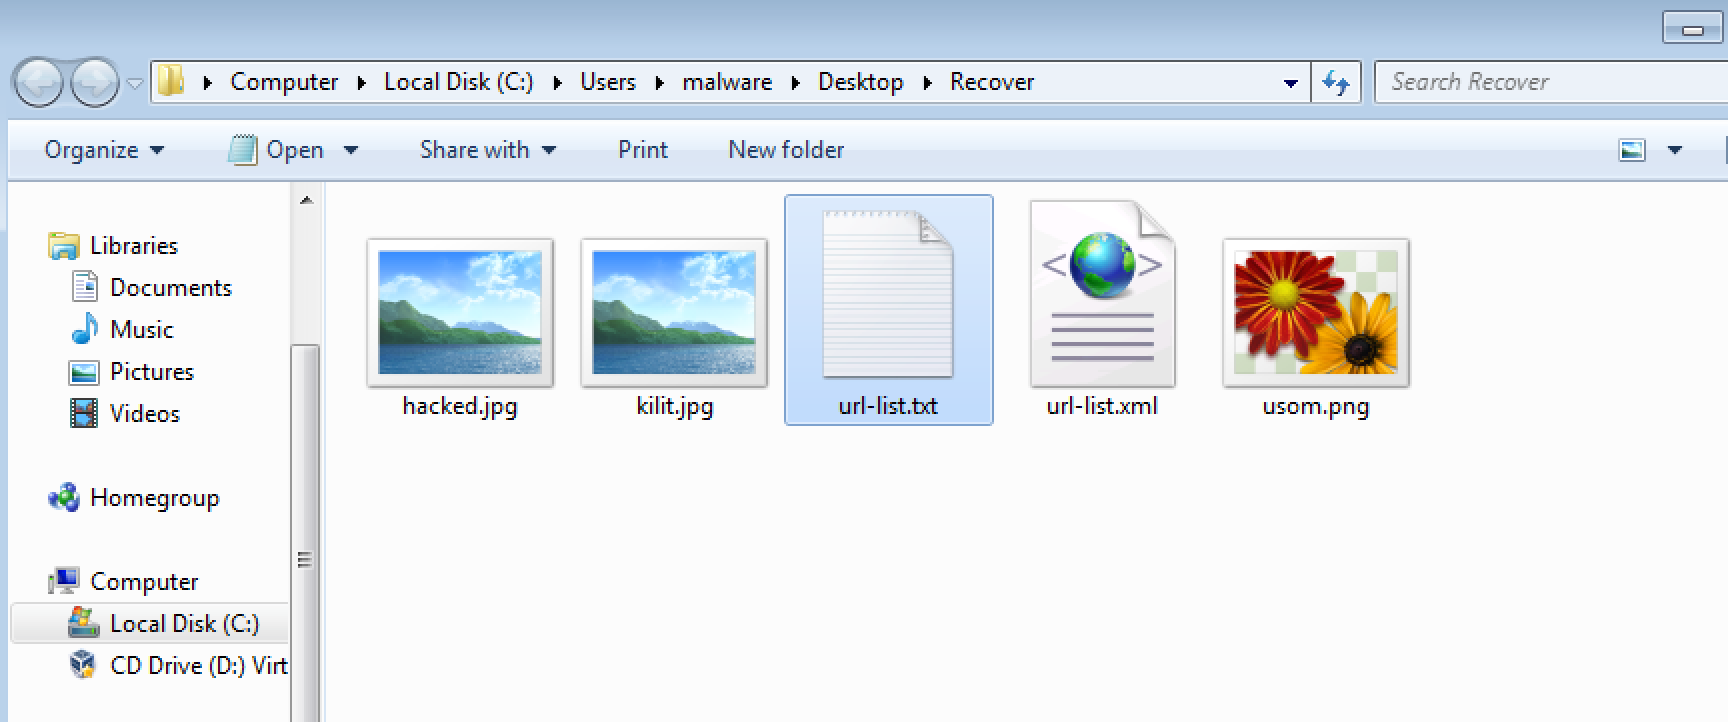 Computer Local Disk (C:) Users malware Desktop Recover Search Recover
Organize Open Share with Print New folder
Libraries
Documents
Music
Pictures
Videos
Homegroup
Computer
Local Disk (C:)
CD Drive (D:) Virt
hacked.jpg kilit.jpg url-list.txt url-list.xml usom.png